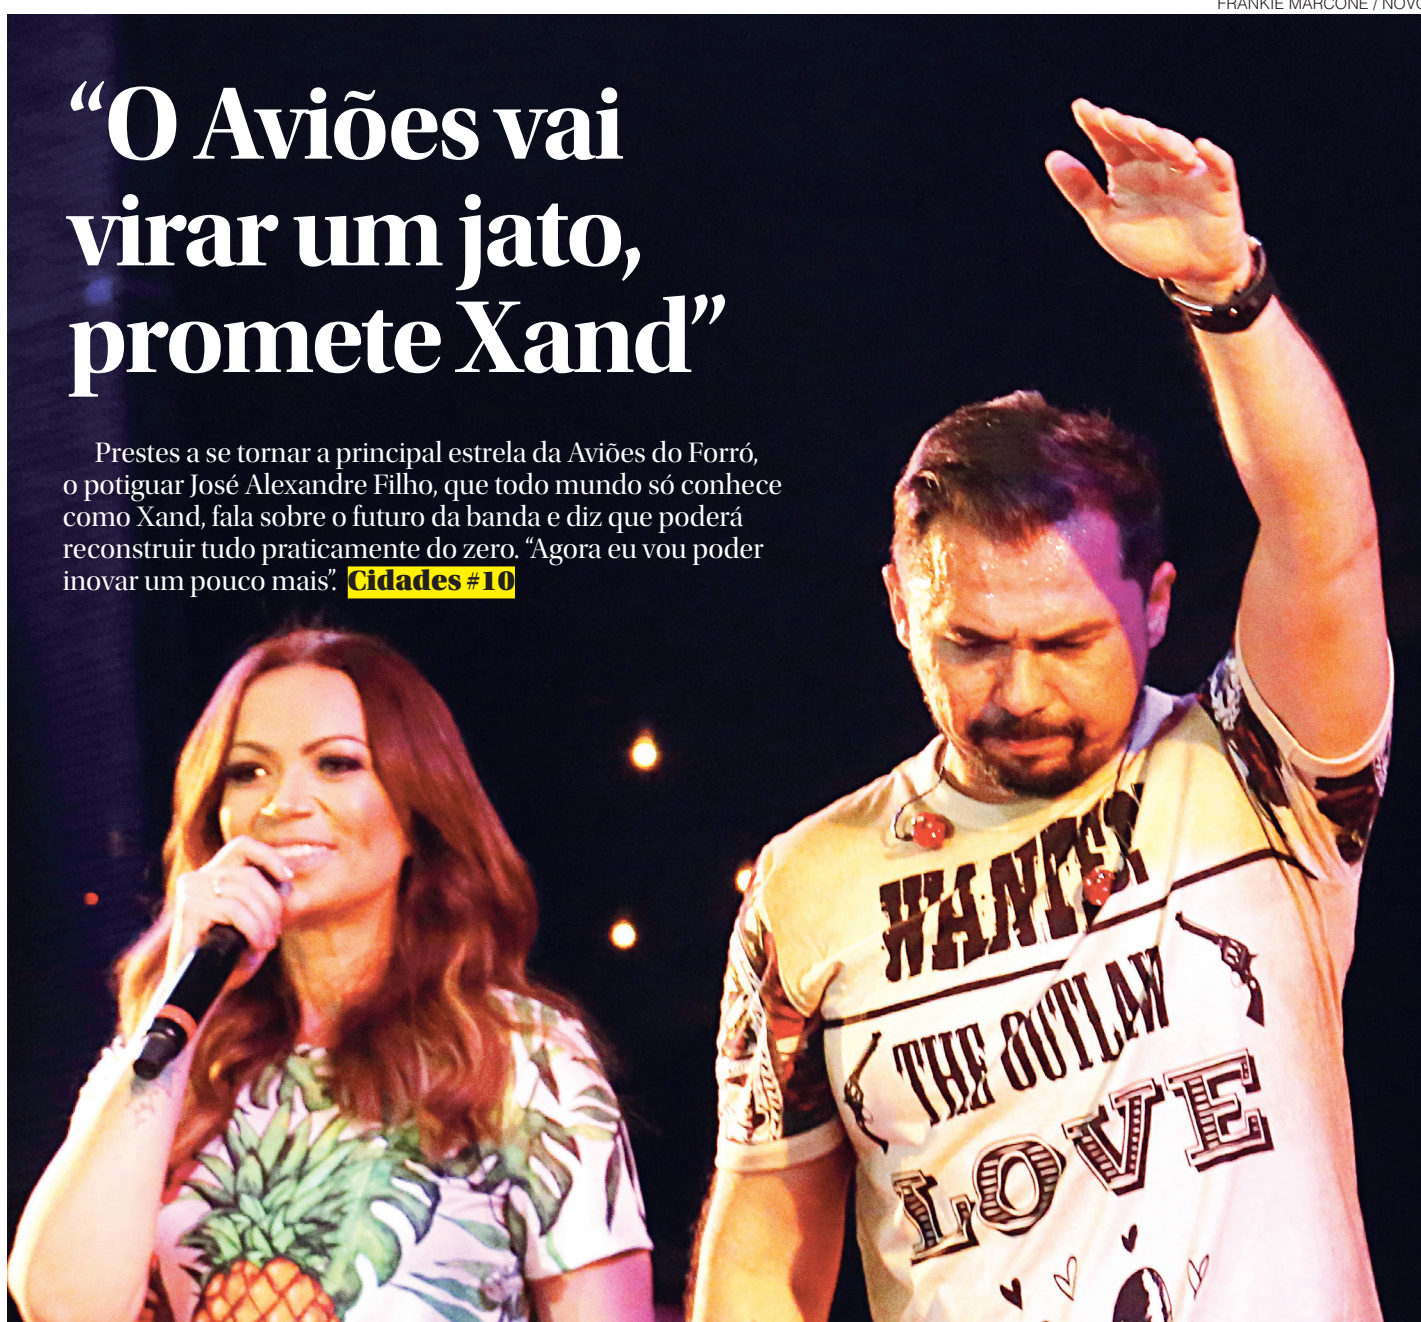 FRANKIE MARCONE / NOVO
“O Aviões vai
virar um jato,
promete Xand”
Prestes a se tornar a principal estrela da Aviões do Forró,
o potiguar José Alexandre Filho, que todo mundo só conhece
como Xand, fala sobre o futuro da banda e diz que poderá
reconstruir tudo praticamente do zero. “Agora eu vou poder
inovar um pouco mais”. Cidades #10
WANTED
THE OUTLAW
LOVE